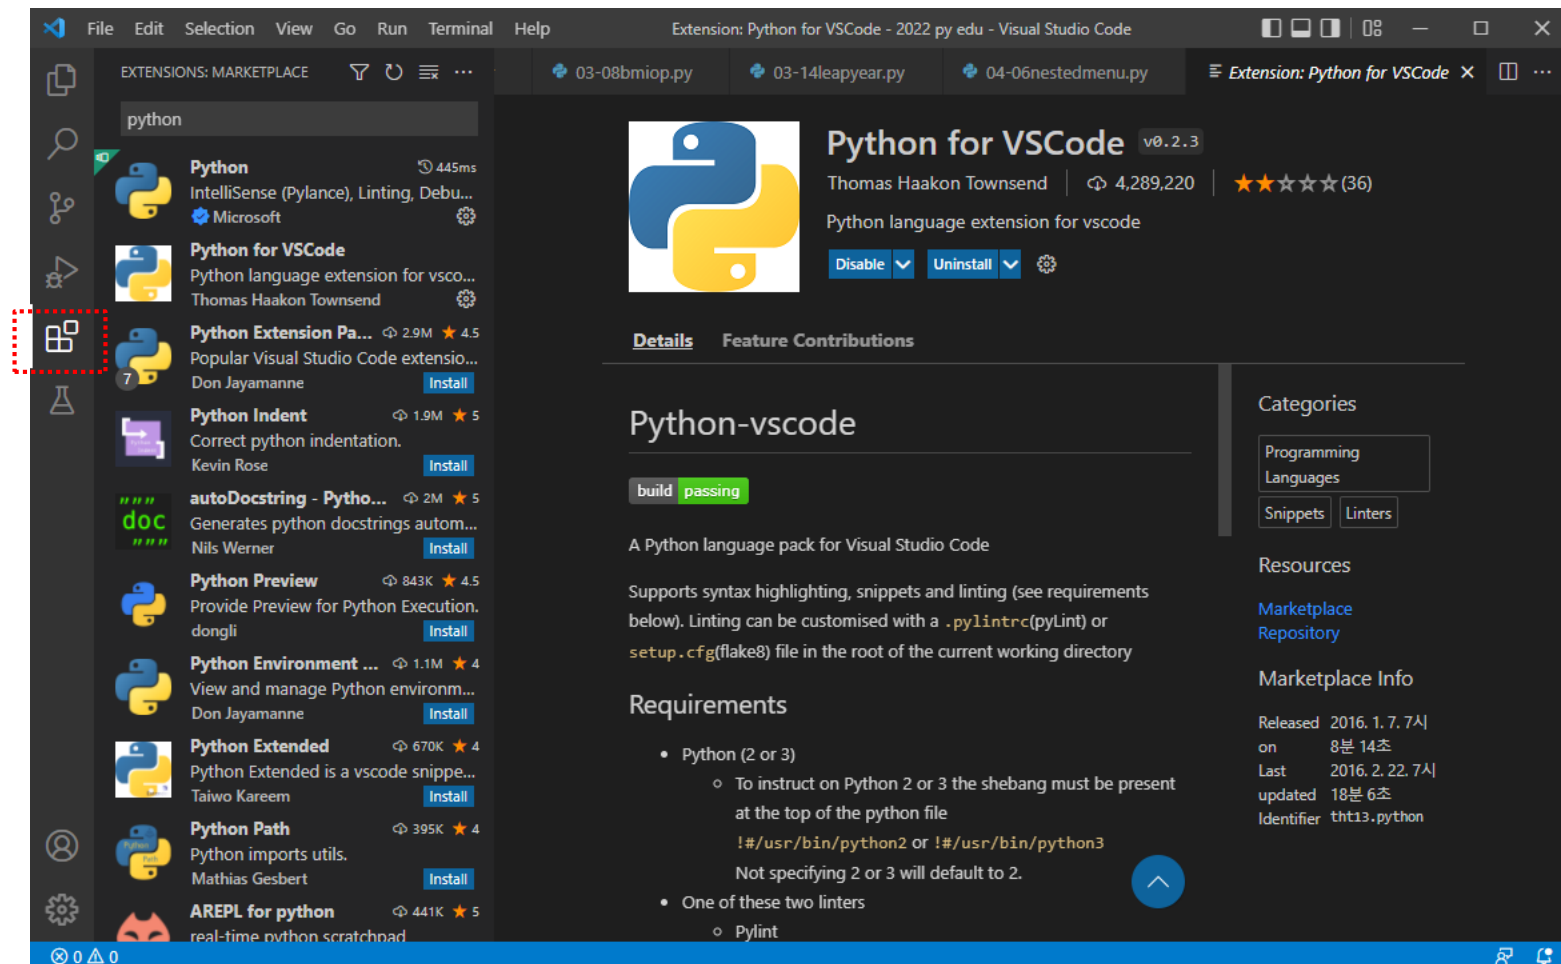 File Edit Selection View Go Run Terminal Help Extension: Python for VSCode - 2022 py edu - Visual Studio Code
EXTENSIONS: MARKETPLACE
03-08bmiop.py 03-14leapyear.py 04-06nestedmenu.py Extension: Python for VSCode
python
Python 445ms
IntelliSense (Pylance), Linting, Debu...
Microsoft
Python for VSCode
Python language extension for vsco...
Thomas Haakon Townsend
Python Extension Pa... 2.9M 4.5
Popular Visual Studio Code extensio...
7
Don Jayamanne Install
Python Indent 1.9M 5
Correct python indentation.
Kevin Rose Install
""" doc """
autoDocstring - Pytho... 2M 5
Generates python docstrings autom...
Nils Werner Install
Python Preview 843K 4.5
Provide Preview for Python Execution.
dongli Install
Python Environment ... 1.1M 4
View and manage Python environm...
Don Jayamanne Install
Python Extended 670K 4
Python Extended is a vscode snippe...
Taiwo Kareem Install
Python Path 395K 4
Python imports utils.
Mathias Gesbert Install
AREPL for python 441K 5
real-time python scratchpad
Python for VSCode v0.2.3
Thomas Haakon Townsend 4,289,220 (36)
Python language extension for vscode
Disable Uninstall
Details Feature Contributions
Python-vscode
build passing
A Python language pack for Visual Studio Code
Supports syntax highlighting, snippets and linting (see requirements
below). Linting can be customised with a .pylintrc(pyLint) or
setup.cfg(flake8) file in the root of the current working directory
Requirements
• Python (2 or 3)
○ To instruct on Python 2 or 3 the shebang must be present
at the top of the python file
!#/usr/bin/python2 or !#/usr/bin/python3
Not specifying 2 or 3 will default to 2.
• One of these two linters
○ Pylint
Categories
Programming
Languages
Snippets Linters
Resources
Marketplace
Repository
Marketplace Info
Released 2016. 1. 7. 7시
on 8분 14초
Last 2016. 2. 22. 7시
updated 18분 6초
Identifier tht13.python
0 0